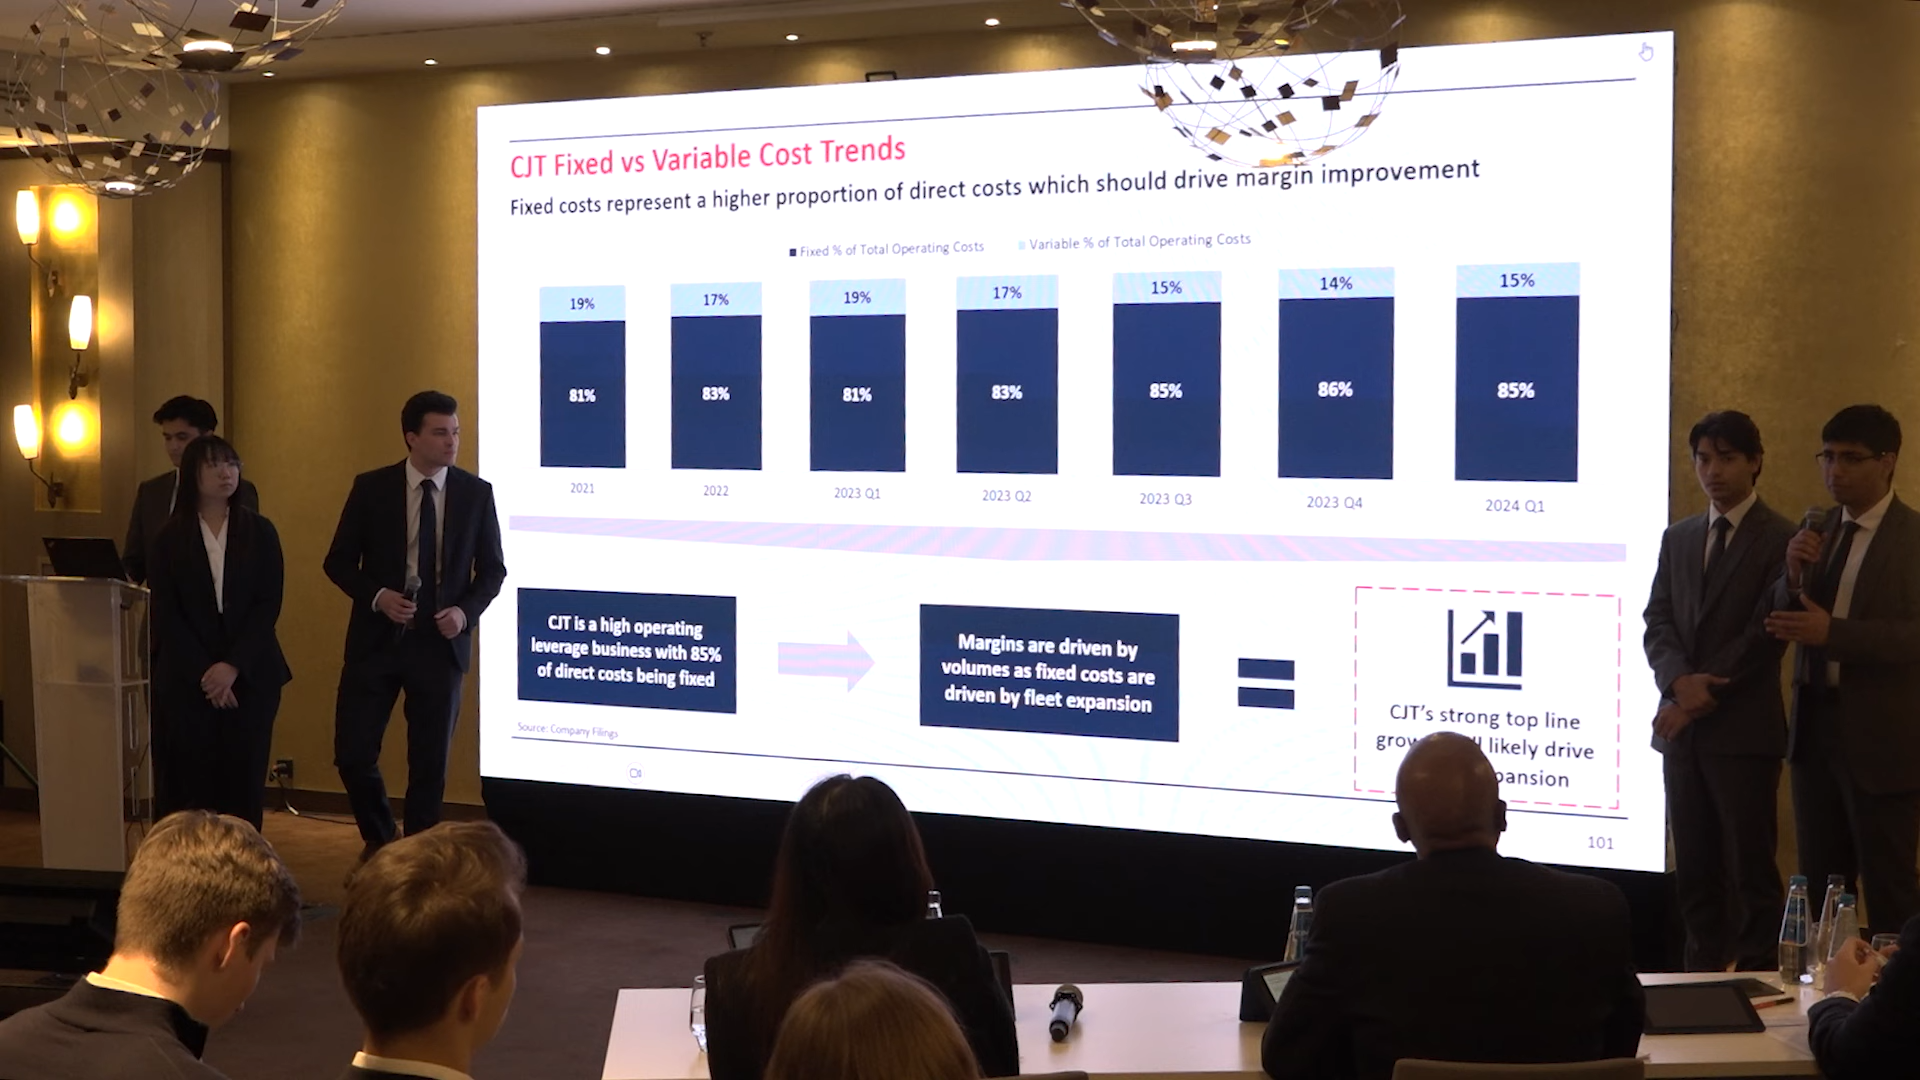 CJT Fixed vs Variable Cost Trends
Fixed costs represent a higher proportion of direct costs which should drive margin improvement
Fixed % of Total Operating Costs Variable % of Total Operating Costs
19% 17% 19% 17% 15% 14% 15%
81% 83% 81% 83% 85% 86% 85%
2021 2022 2023 Q1 2023 Q2 2023 Q3 2023 Q4 2024 Q1
CJT is a high operating
leverage business with 85%
of direct costs being fixed
Margins are driven by
volumes as fixed costs are
driven by fleet expansion
CJT's strong top line
likely drive
Source: Company Filings
101